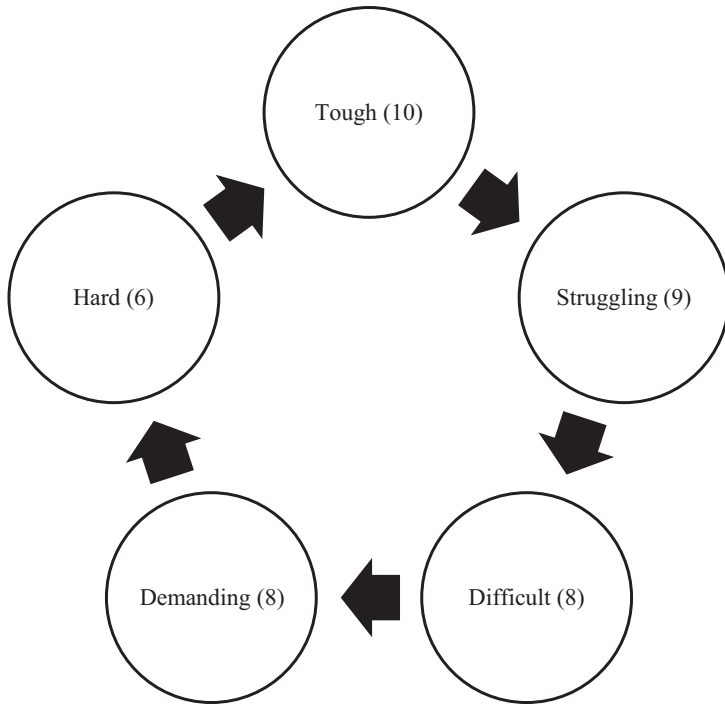 Tough (10)
Struggling (9)
Difficult (8)
Demanding (8)
Hard (6)